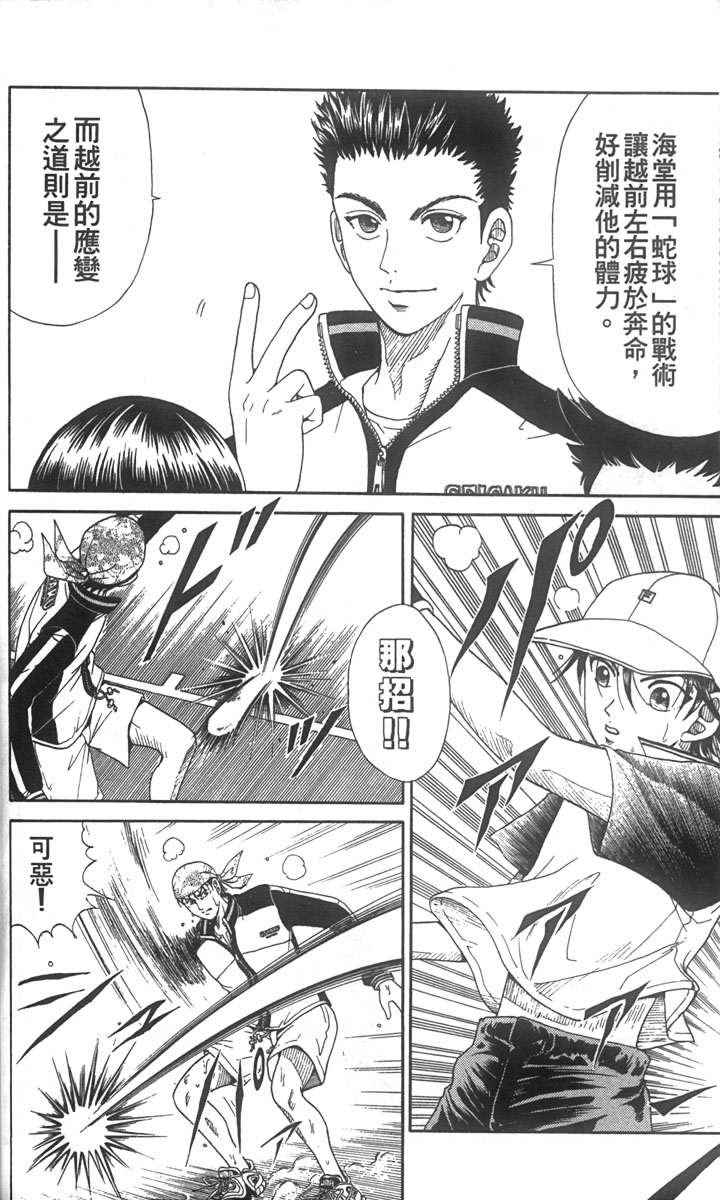 海堂用「蛇球」的戰術
讓越前左右疲於奔命，
好削減他的體力。
而越前的應變
之道則是——
SEIGAKU
那招!!
可惡！